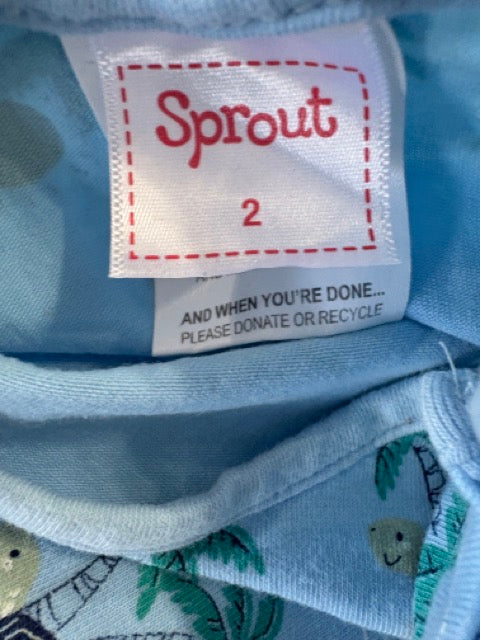 Sprout
2
AND WHEN YOU'RE DONE...
PLEASE DONATE OR RECYCLE